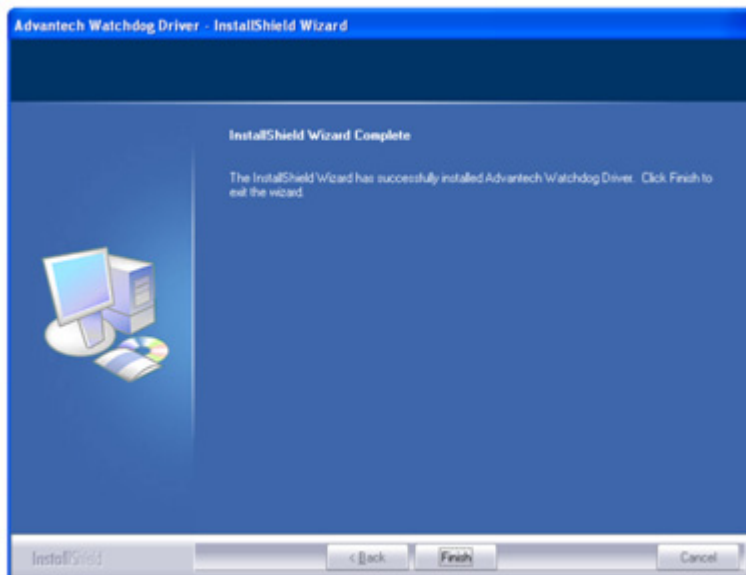 Advantech Watchdog Driver - InstallShield Wizard
InstallShield Wizard Complete
The InstallShield Wizard has successfully installed Advantech Watchdog Driver. Click Finish to
exit the wizard.
InstallShield
< Back
Finish
Cancel